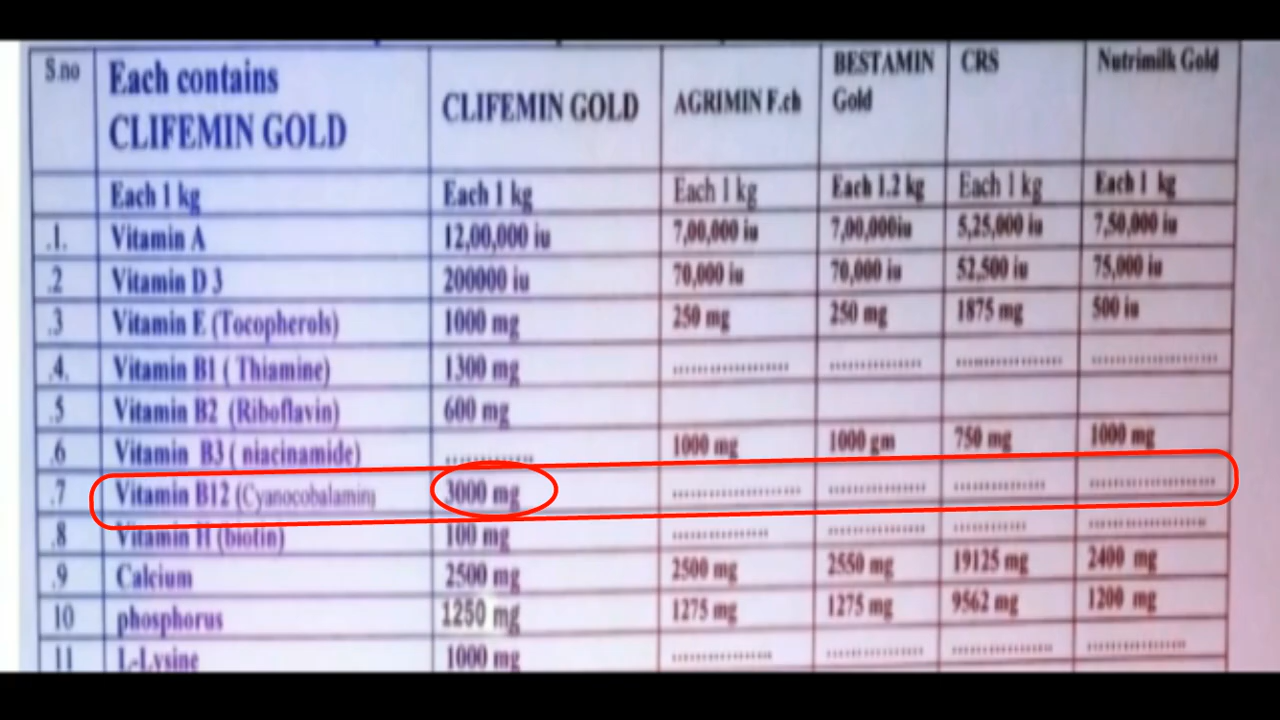 S.no Each contains CLIFEMIN GOLD CLIFEMIN GOLD AGRIMIN F.ch BESTAMIN Gold CRS Nutrimilk Gold
Each 1 kg Each 1 kg Each 1 kg Each 1.2 kg Each 1 kg Each 1 kg
.1. Vitamin A 12,00,000 iu 7,00,000 iu 7,00,000iu 5,25,000 iu 7,50,000 iu
.2 Vitamin D 3 200000 iu 70,000 iu 70,000 iu 52,500 iu 75,000 iu
.3 Vitamin E (Tocopherols) 1000 mg 250 mg 250 mg 1875 mg 500 iu
.4. Vitamin B1 ( Thiamine) 1300 mg ................ ................ ................ ................
.5 Vitamin B2 (Riboflavin) 600 mg
.6 Vitamin B3 ( niacinamide) ............. 1000 mg 1000 gm 750 mg 1000 mg
.7 Vitamin B12 (Cyanocobalamin) 3000 mg ................ ................ ................ ................
.8 Vitamin H (biotin) 100 mg ................ ................ ............ ................
.9 Calcium 2500 mg 2500 mg 2550 mg 19125 mg 2400 mg
10 phosphorus 1250 mg 1275 mg 1275 mg 9562 mg 1200 mg
11 L-Lysine 1000 mg ................ ................ ................ ................